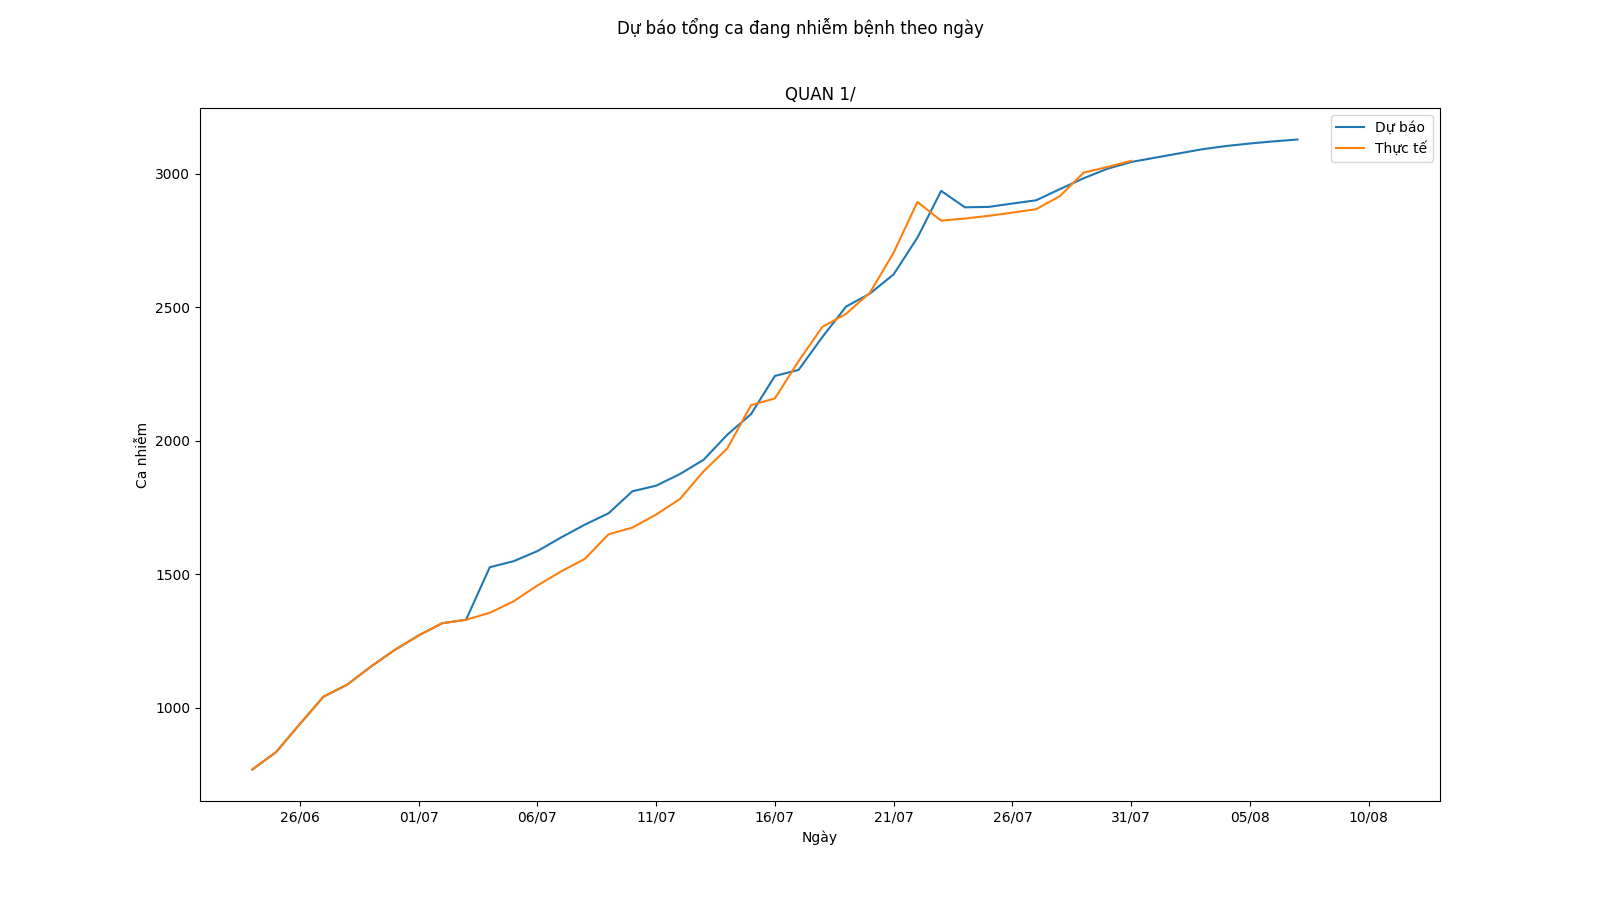 Dự báo tổng ca đang nhiễm bệnh theo ngày
QUAN 1/
Dự báo
Thực tế
3000
2500
2000
1500
1000
Ca nhiễm
26/06
01/07
06/07
11/07
16/07
21/07
26/07
31/07
05/08
10/08
Ngày